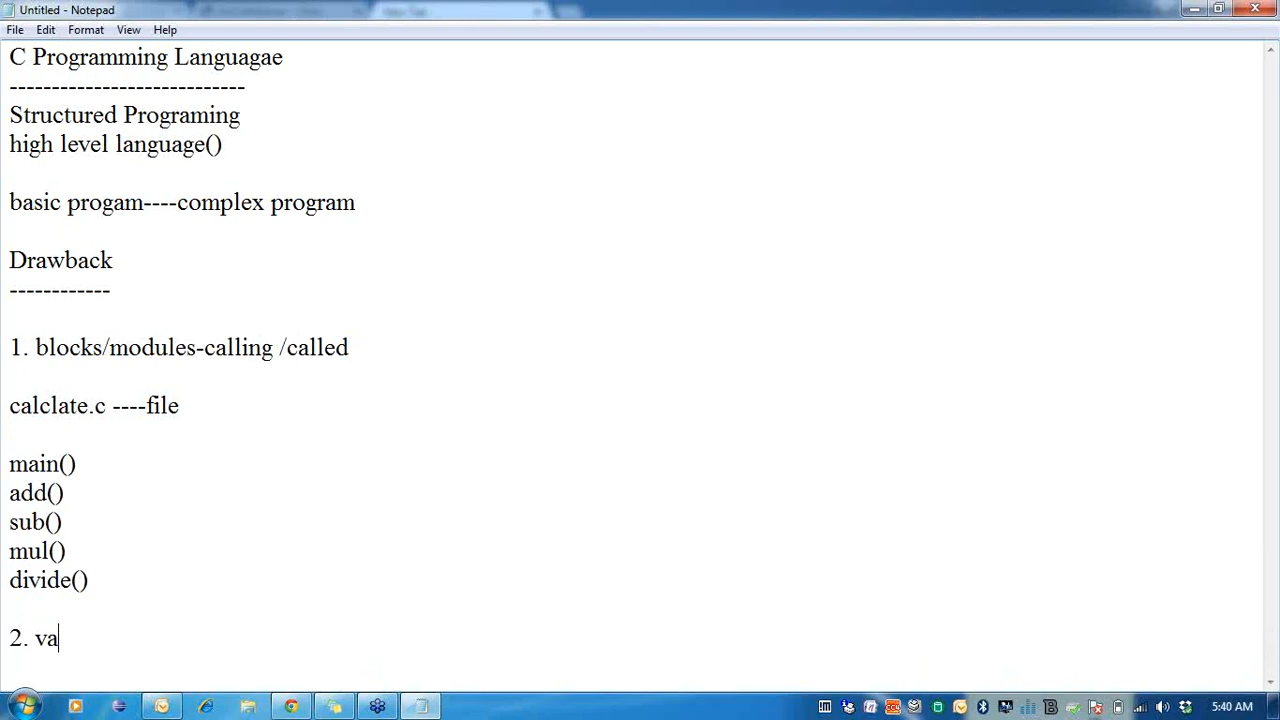 Untitled - Notepad
File Edit Format View Help
C Programming Languagae
----------------------------
Structured Programing
high level language()
basic progam----complex program
Drawback
------------
1. blocks/modules-calling /called
calclate.c ----file
main()
add()
sub()
mul()
divide()
2. va
5:40 AM